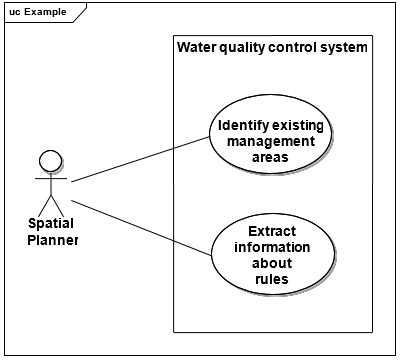 uc Example
Water quality control system
Identify existing
management
areas
Spatial
Planner
Extract
information
about
rules